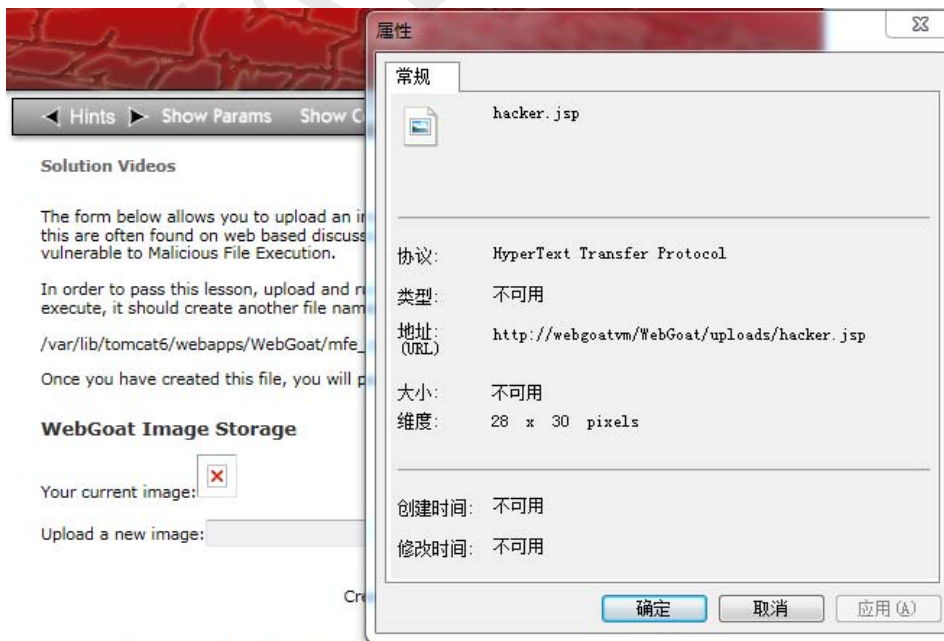 Hints Show Params Show C
Solution Videos
The form below allows you to upload an i
this are often found on web based discuss
vulnerable to Malicious File Execution.
In order to pass this lesson, upload and r
execute, it should create another file nam
/var/lib/tomcat6/webapps/WebGoat/mfe_
Once you have created this file, you will p
WebGoat Image Storage
Your current image:
Upload a new image:
Cre
属性
常规
hacker.jsp
协议: HyperText Transfer Protocol
类型: 不可用
地址: (URL) http://webgoatvm/WebGoat/uploads/hacker.jsp
大小: 不可用
维度: 28 x 30 pixels
创建时间: 不可用
修改时间: 不可用
确定 取消 应用(A)